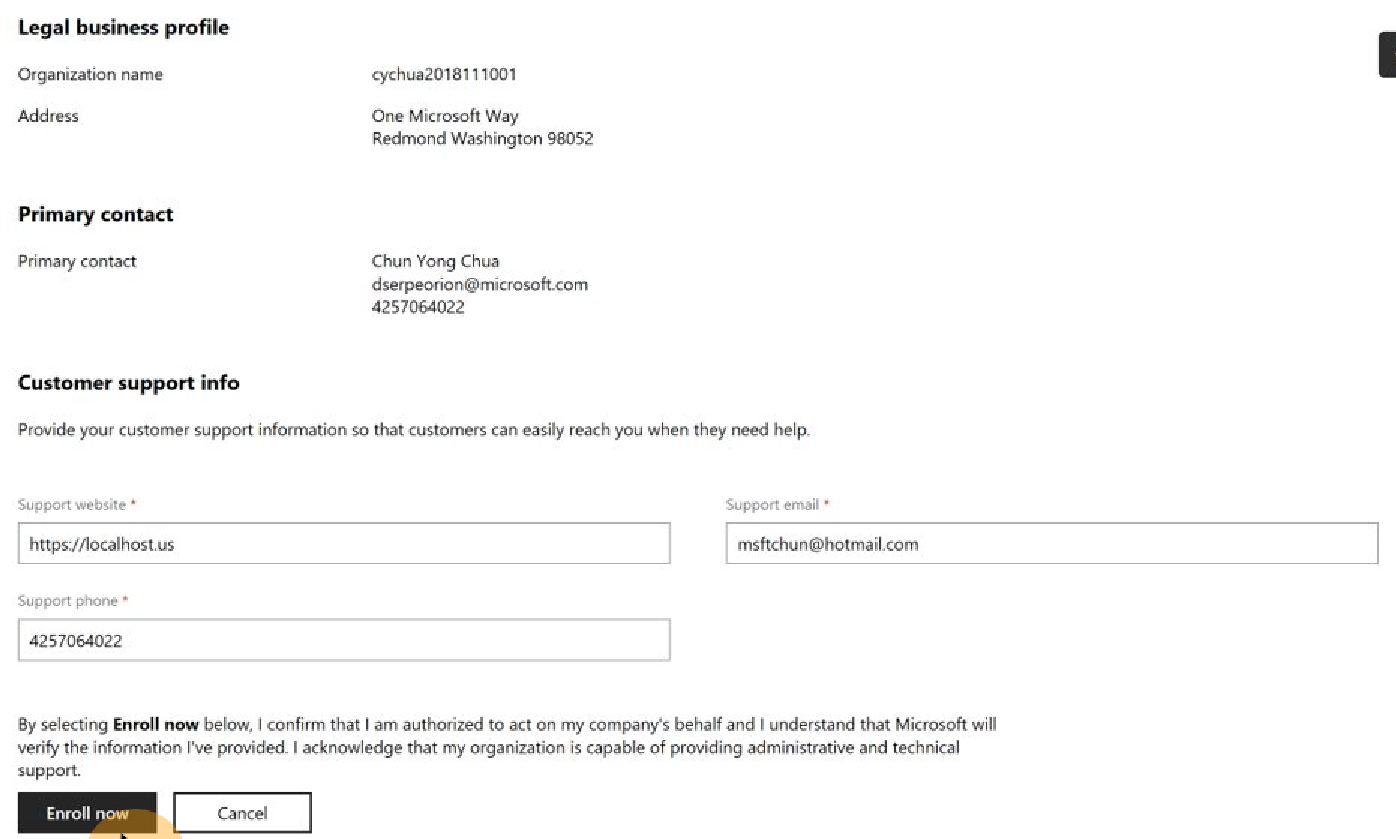 Legal business profile
Organization name
cychua2018111001
Address
One Microsoft Way
Redmond Washington 98052
Primary contact
Primary contact
Chun Yong Chua
dserpeorion@microsoft.com
4257064022
Customer support info
Provide your customer support information so that customers can easily reach you when they need help.
Support website *
Support email *
https://localhost.us
msftchun@hotmail.com
Support phone *
4257064022
By selecting Enroll now below, I confirm that I am authorized to act on my company's behalf and I understand that Microsoft will
verify the information I've provided. I acknowledge that my organization is capable of providing administrative and technical
support.
Enroll now
Cancel